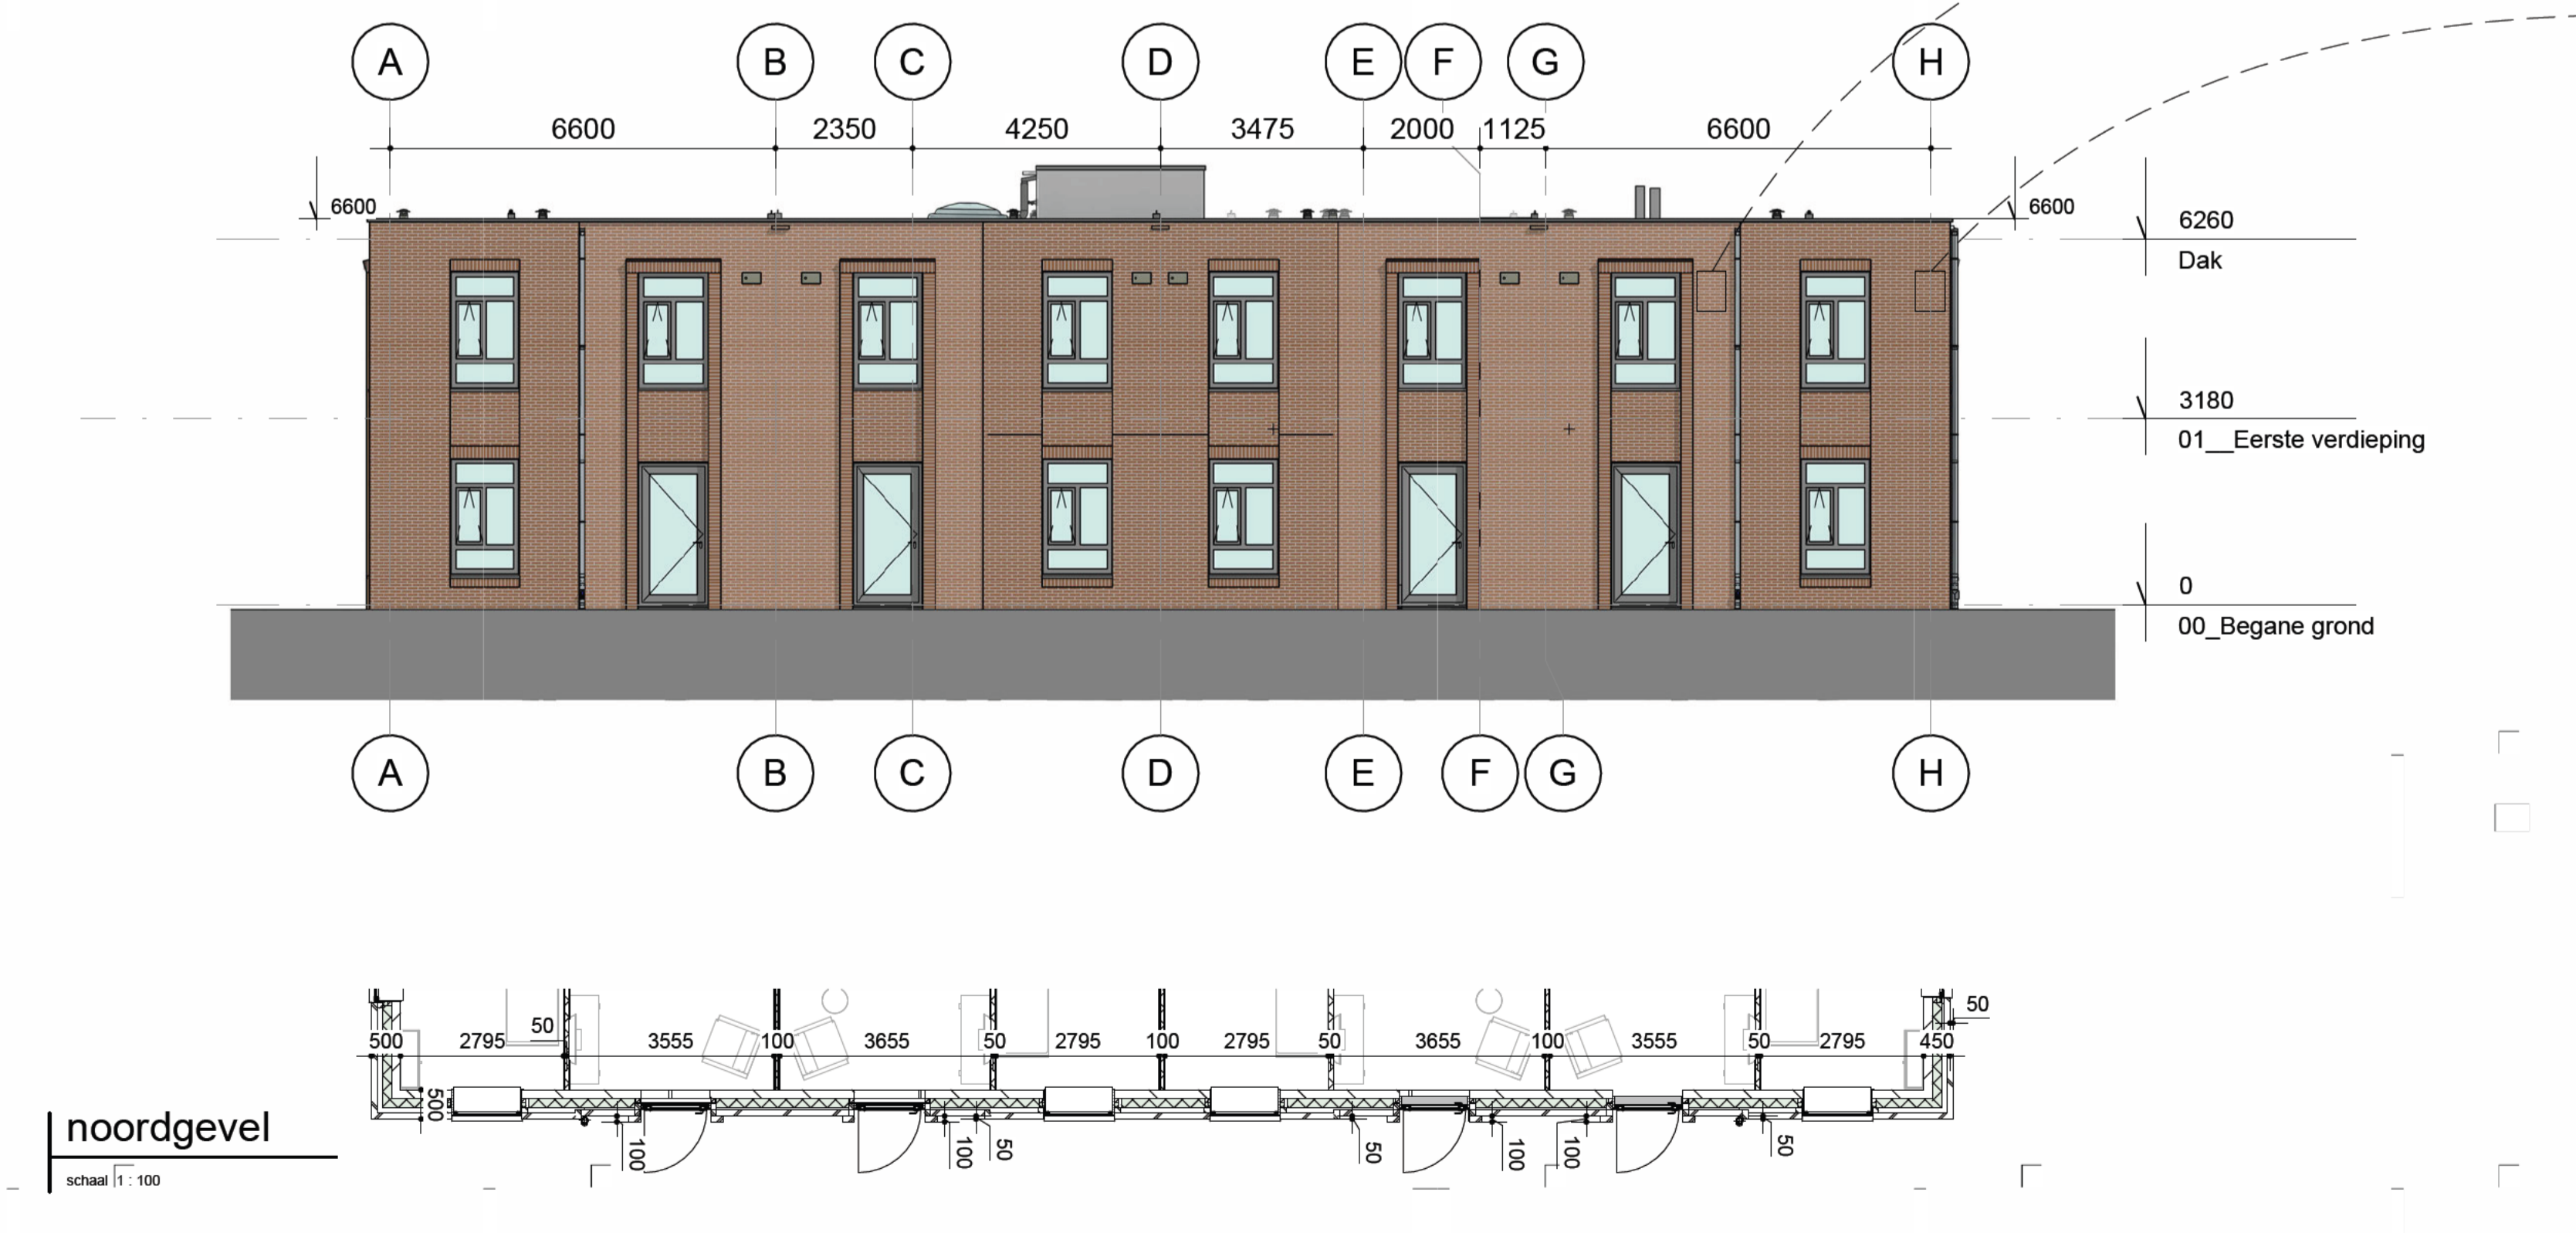 A B C D E F G H
6600 2350 4250 3475 2000 1125 6600
6600
6600
6260
Dak
3180
01__Eerste verdieping
0
00_Begane grond
A B C D E F G H
500 2795 50 3555 100 3655 50 2795 100 2795 50 3655 100 3555 50 2795 450 50
500
100 100 50 50 100 100 50
noordgevel
schaal 1 : 100